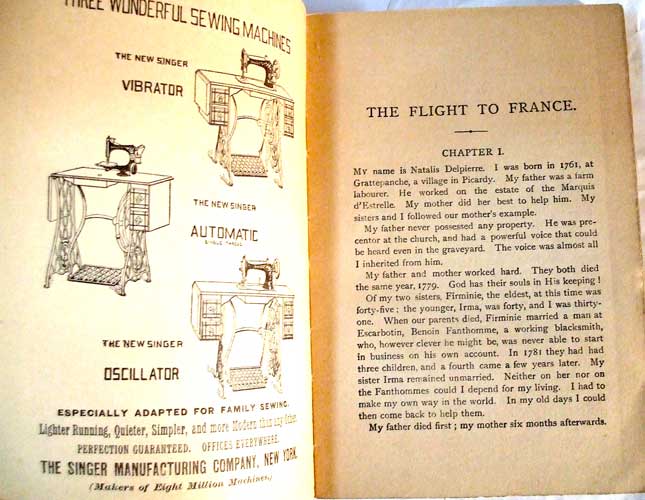 THREE WONDERFUL SEWING MACHINES
THE NEW SINGER
VIBRATOR
THE NEW SINGER
AUTOMATIC
SINGLE THREAD
THE NEW SINGER
OSCILLATOR
ESPECIALLY ADAPTED FOR FAMILY SEWING.
Lighter Running, Quieter, Simpler, and more Modern than any other.
PERFECTION GUARANTEED. OFFICES EVERYWHERE.
THE SINGER MANUFACTURING COMPANY, NEW YORK.
(Makers of Eight Million Machines)
THE FLIGHT TO FRANCE.
CHAPTER I.
My name is Natalis Delpierre. I was born in 1761, at
Grattepanche, a village in Picardy. My father was a farm
labourer. He worked on the estate of the Marquis
d'Estrelle. My mother did her best to help him. My
sisters and I followed our mother's example.
My father never possessed any property. He was pre-
centor at the church, and had a powerful voice that could
be heard even in the graveyard. The voice was almost all
I inherited from him.
My father and mother worked hard. They both died
the same year, 1779. God has their souls in His keeping!
Of my two sisters, Firminie, the eldest, at this time was
forty-five; the younger, Irma, was forty, and I was thirty-
one. When our parents died, Firminie married a man at
Escarbotin, Benoin Fanthomme, a working blacksmith,
who, however clever he might be, was never able to start
in business on his own account. In 1781 they had had
three children, and a fourth came a few years later. My
sister Irma remained unmarried. Neither on her nor on
the Fanthommes could I depend for my living. I had to
make my own way in the world. In my old days I could
then come back to help them.
My father died first; my mother six months afterwards.